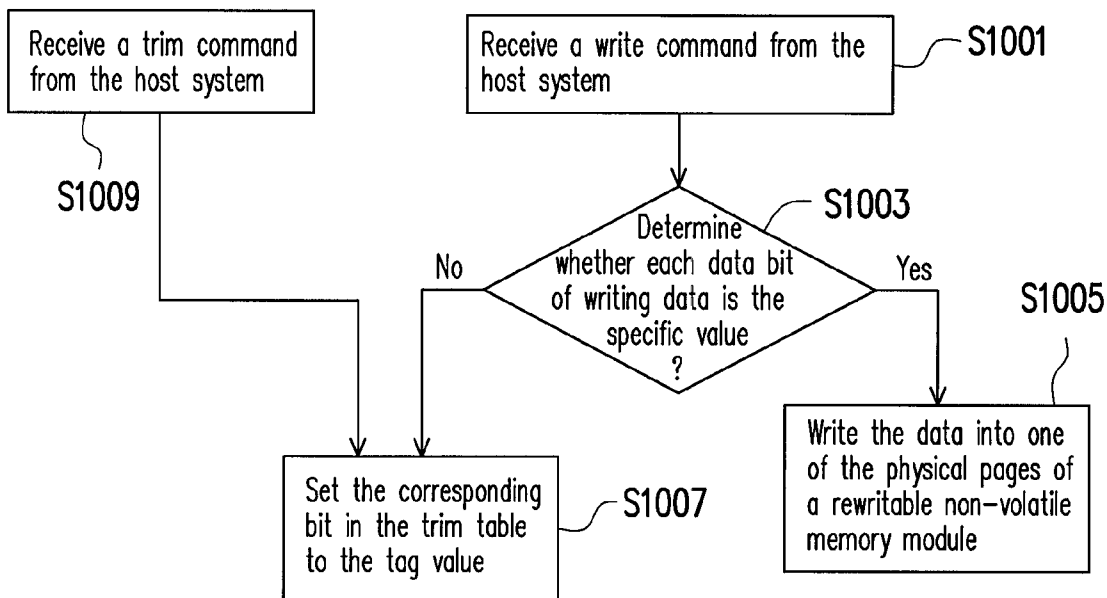 Receive a trim command
from the host system
S1009
Receive a write command from the
host system
S1001
Determine
whether each data bit
of writing data is the
specific value
?
S1003
No
Yes
S1005
Set the corresponding
bit in the trim table
to the tag value
S1007
Write the data into one
of the physical pages of
a rewritable non-volatile
memory module